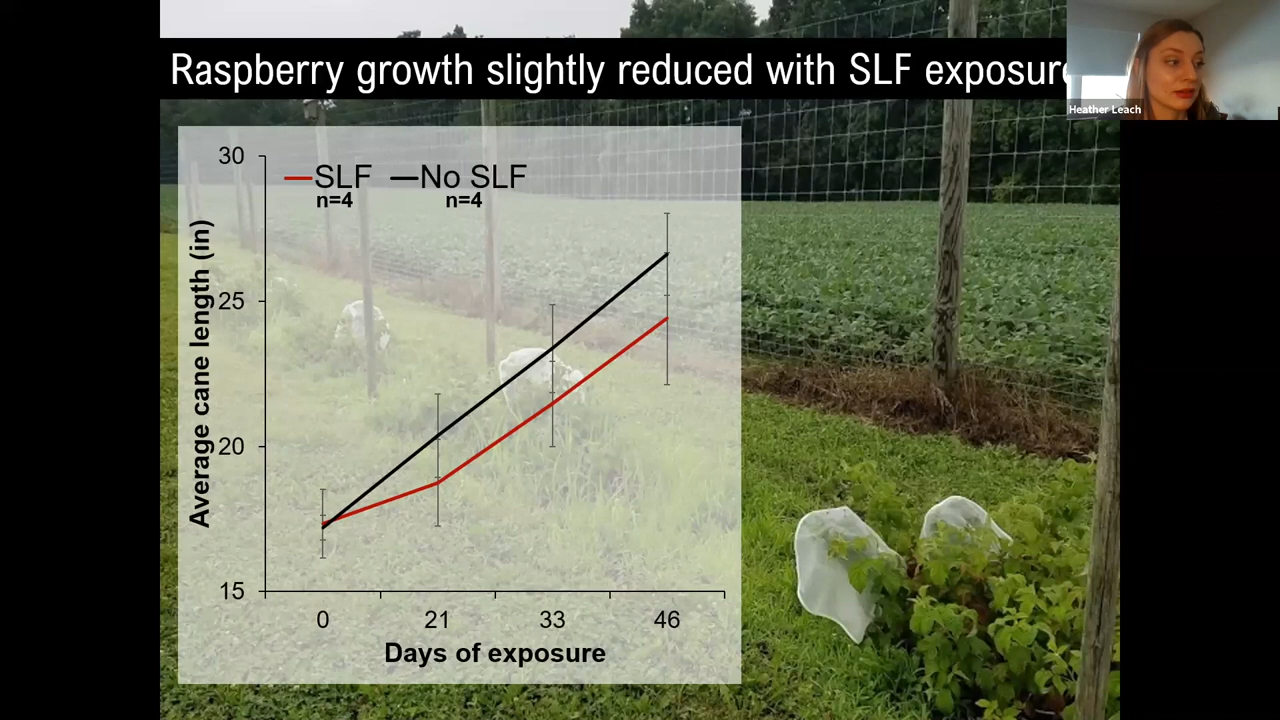 Raspberry growth slightly reduced with SLF exposure
Heather Leach
SLF
No SLF
n=4
n=4
30
25
20
15
Average cane length (in)
0
21
33
46
Days of exposure